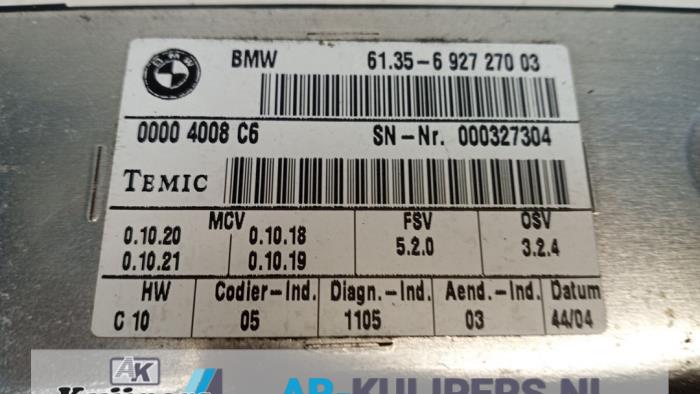 BMW 61.35-6 927 270 03
0000 4008 C6 SN-Nr. 000327304
TEMIC
MCV FSV OSV
0.10.20 0.10.18 5.2.0 3.2.4
0.10.21 0.10.19
HW Codier-Ind. Diagn.-Ind. Aend.-Ind. Datum
C 10 05 1105 03 44/04
AK
AP-KUIJPERS.NL